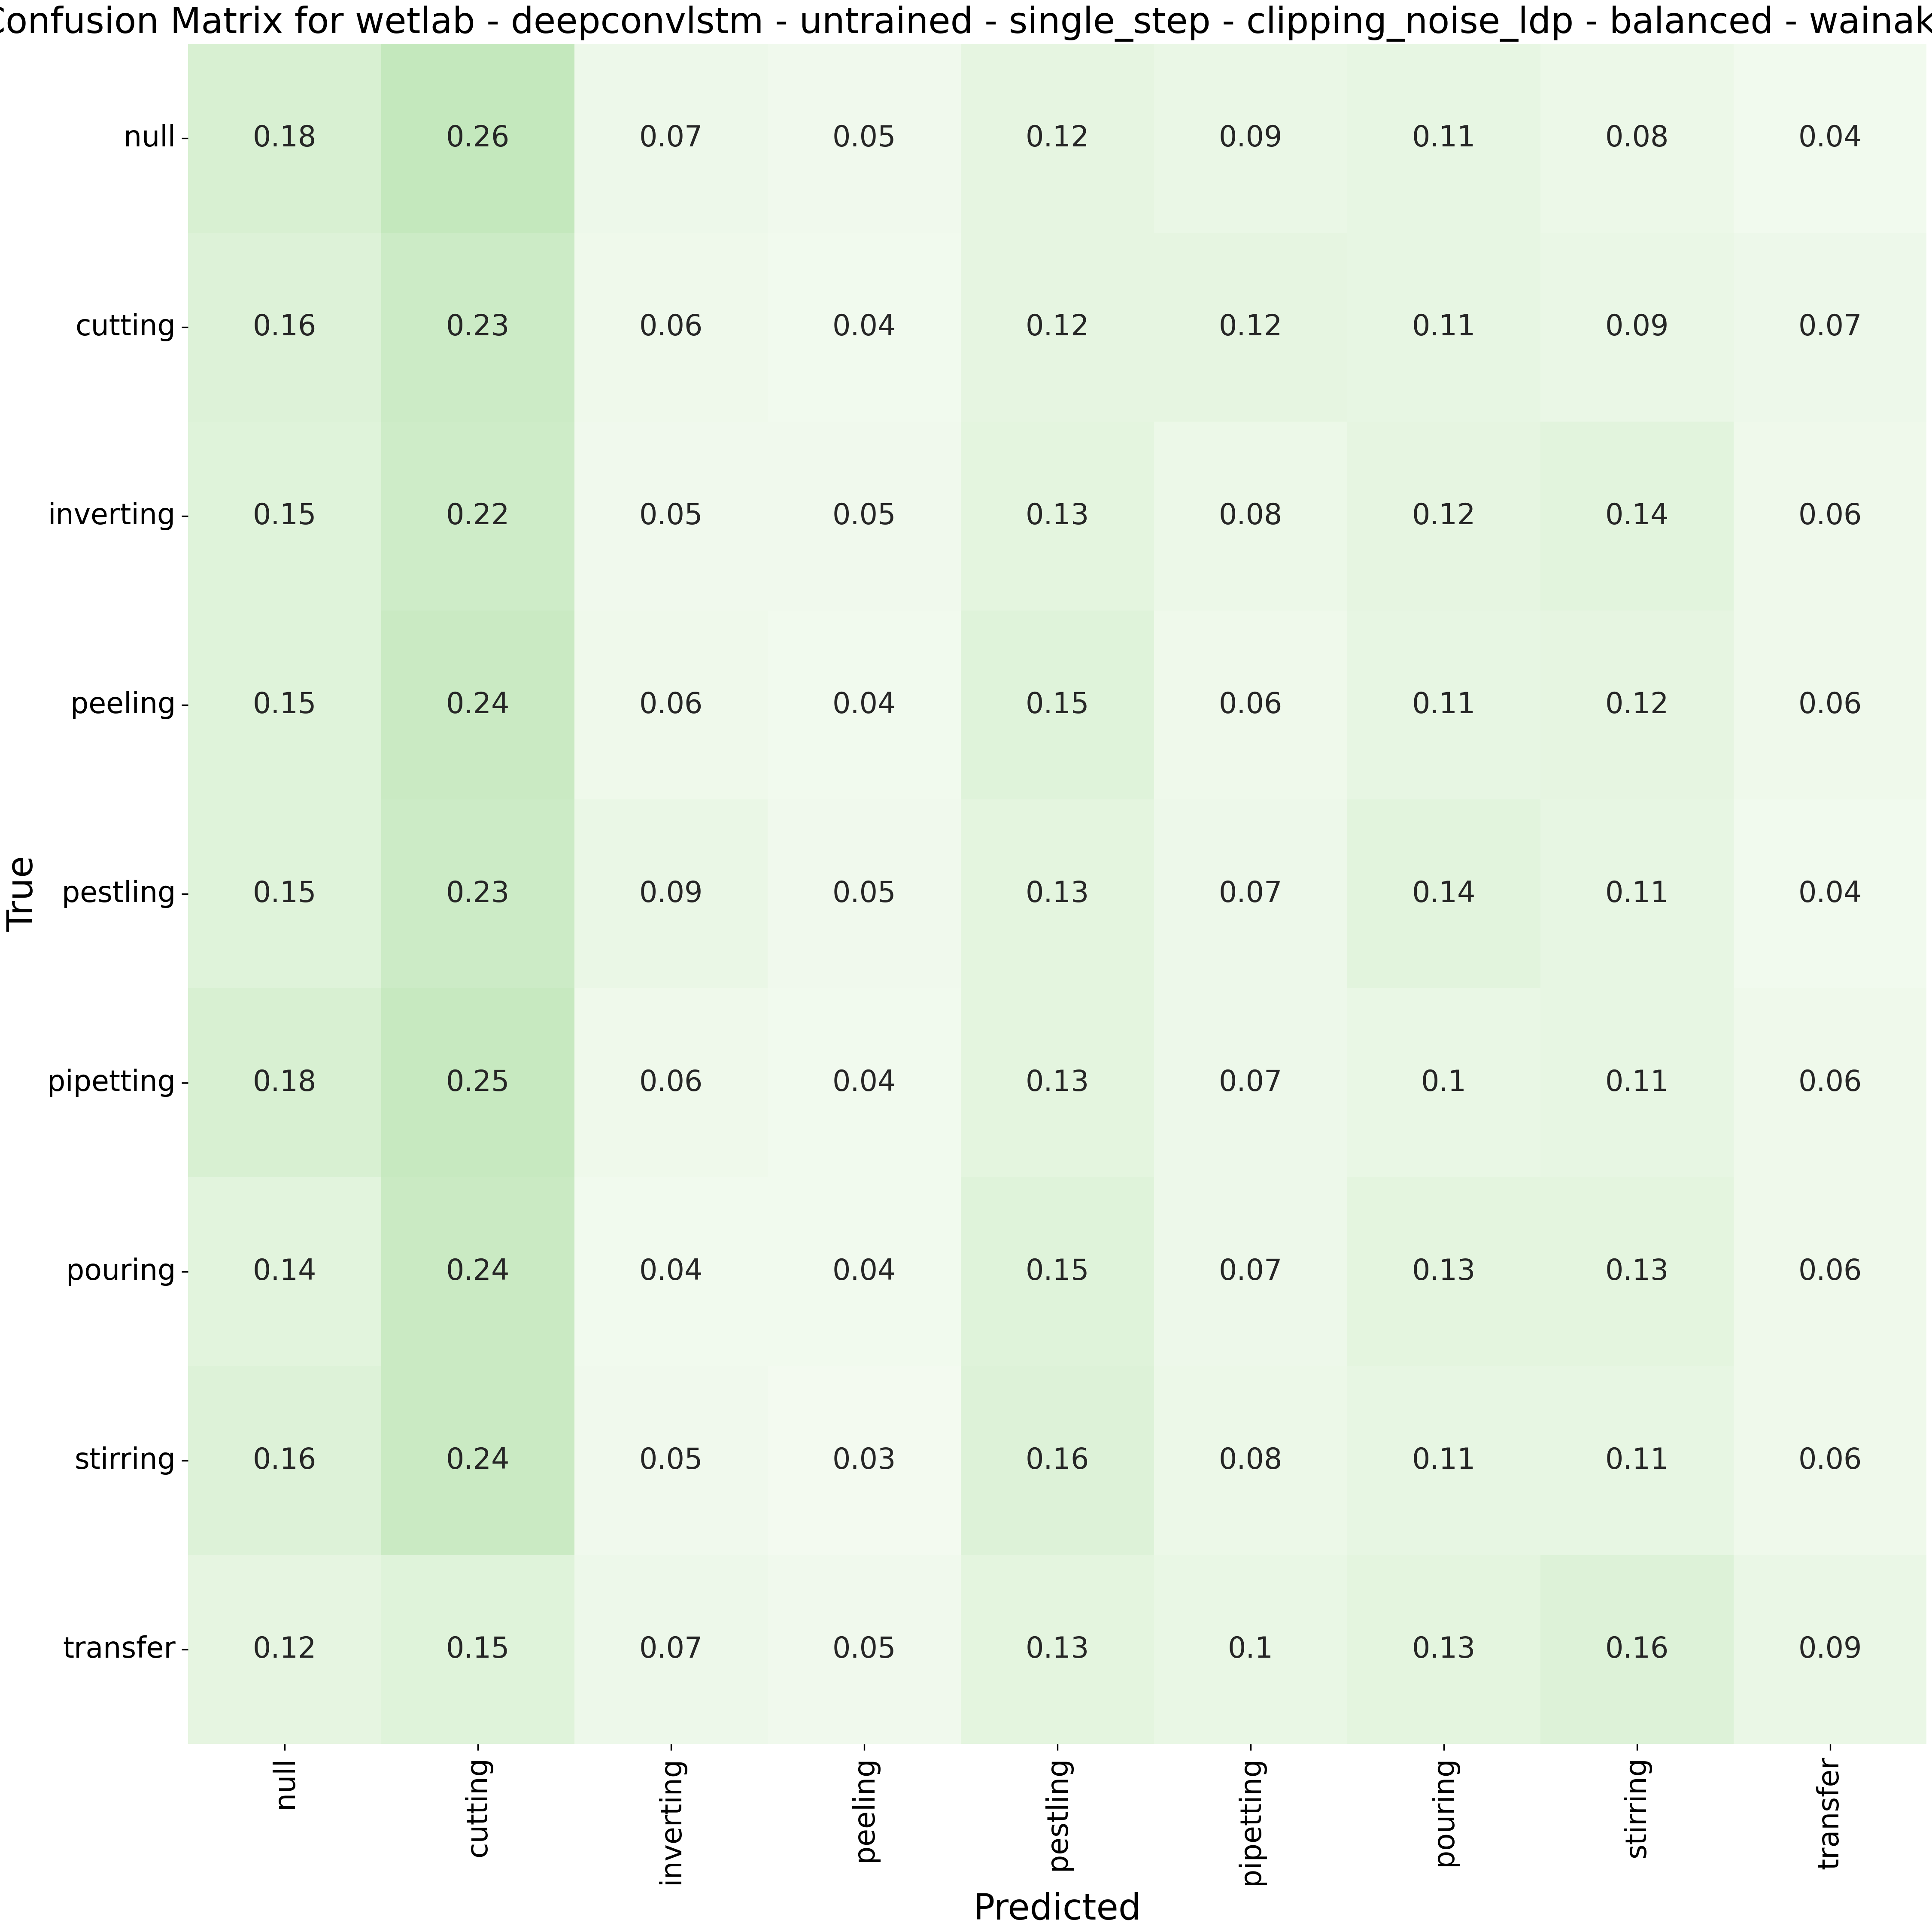 onfusion Matrix for wetlab - deepconvlstm - untrained - single_step - clipping_noise_ldp - balanced - wainak
null 0.18 0.26 0.07 0.05 0.12 0.09 0.11 0.08 0.04
cutting 0.16 0.23 0.06 0.04 0.12 0.12 0.11 0.09 0.07
inverting 0.15 0.22 0.05 0.05 0.13 0.08 0.12 0.14 0.06
peeling 0.15 0.24 0.06 0.04 0.15 0.06 0.11 0.12 0.06
pestling 0.15 0.23 0.09 0.05 0.13 0.07 0.14 0.11 0.04
pipetting 0.18 0.25 0.06 0.04 0.13 0.07 0.1 0.11 0.06
pouring 0.14 0.24 0.04 0.04 0.15 0.07 0.13 0.13 0.06
stirring 0.16 0.24 0.05 0.03 0.16 0.08 0.11 0.11 0.06
transfer 0.12 0.15 0.07 0.05 0.13 0.1 0.13 0.16 0.09
True
null cutting inverting peeling pestling pipetting pouring stirring transfer
Predicted